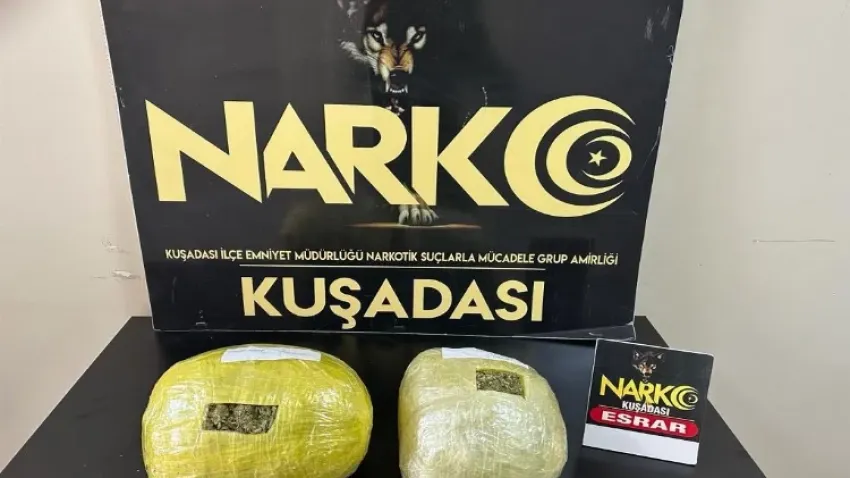 NARKO
KUŞADASI İLÇE EMNİYET MÜDÜRLÜĞÜ NARKOTİK SUÇLARLA MÜCADELE GRUP AMİRLİĞİ
KUŞADASI
NARKO
KUŞADASI
ESRAR